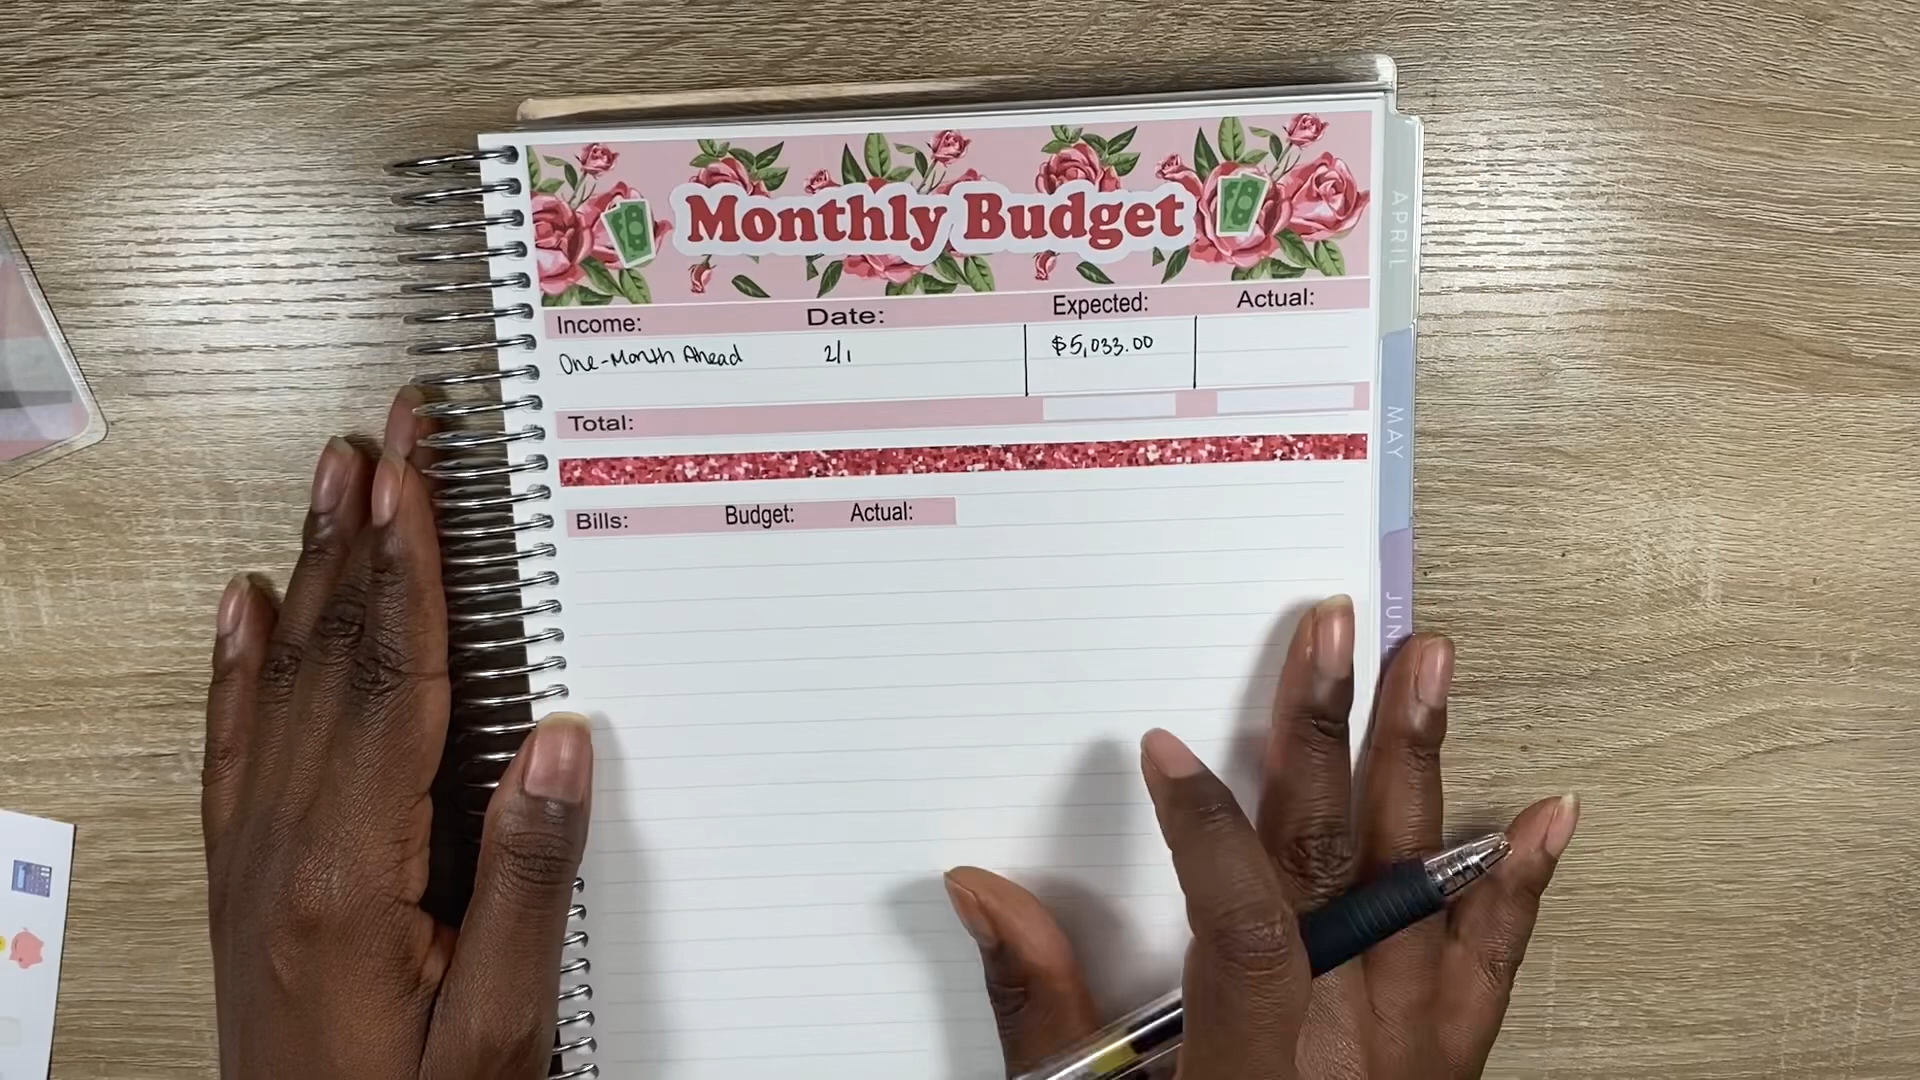 Monthly Budget
Income: Date: Expected: Actual:
One-Month Ahead 2/1 $5,033.00
Total:
Bills: Budget: Actual:
APRIL
MAY
JUNE